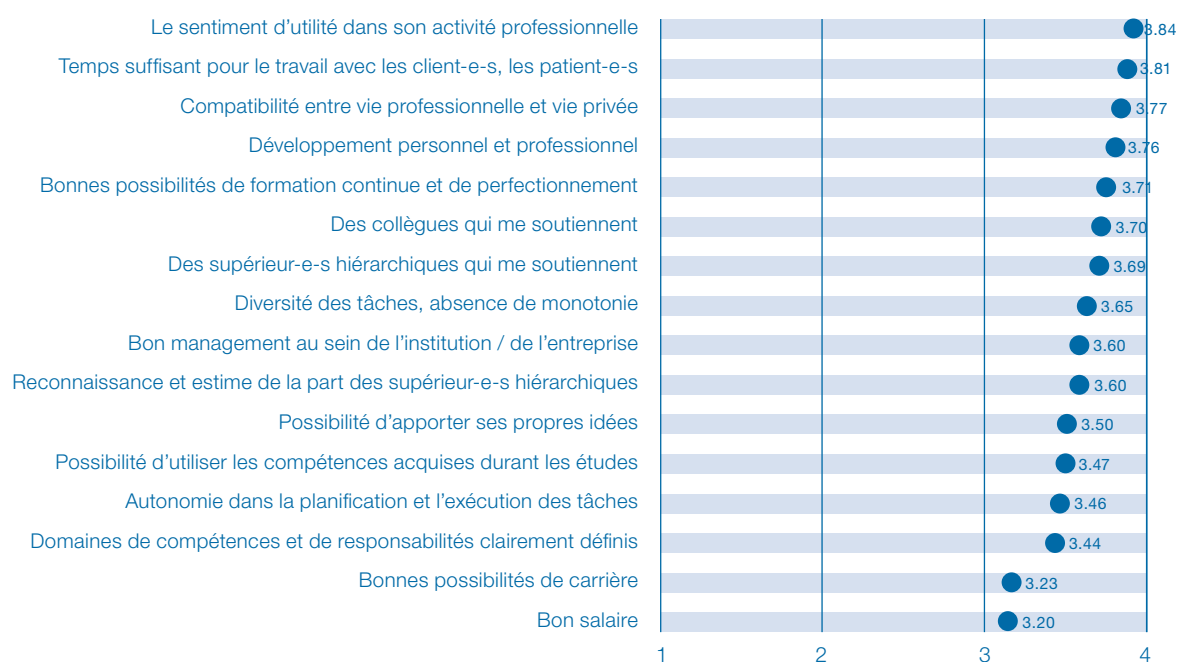 Le sentiment d’utilité dans son activité professionnelle 3.84
Temps suffisant pour le travail avec les client-e-s, les patient-e-s 3.81
Compatibilité entre vie professionnelle et vie privée 3.77
Développement personnel et professionnel 3.76
Bonnes possibilités de formation continue et de perfectionnement 3.71
Des collègues qui me soutiennent 3.70
Des supérieur-e-s hiérarchiques qui me soutiennent 3.69
Diversité des tâches, absence de monotonie 3.65
Bon management au sein de l’institution / de l’entreprise 3.60
Reconnaissance et estime de la part des supérieur-e-s hiérarchiques 3.60
Possibilité d’apporter ses propres idées 3.50
Possibilité d’utiliser les compétences acquises durant les études 3.47
Autonomie dans la planification et l’exécution des tâches 3.46
Domaines de compétences et de responsabilités clairement définis 3.44
Bonnes possibilités de carrière 3.23
Bon salaire 3.20
1 2 3 4